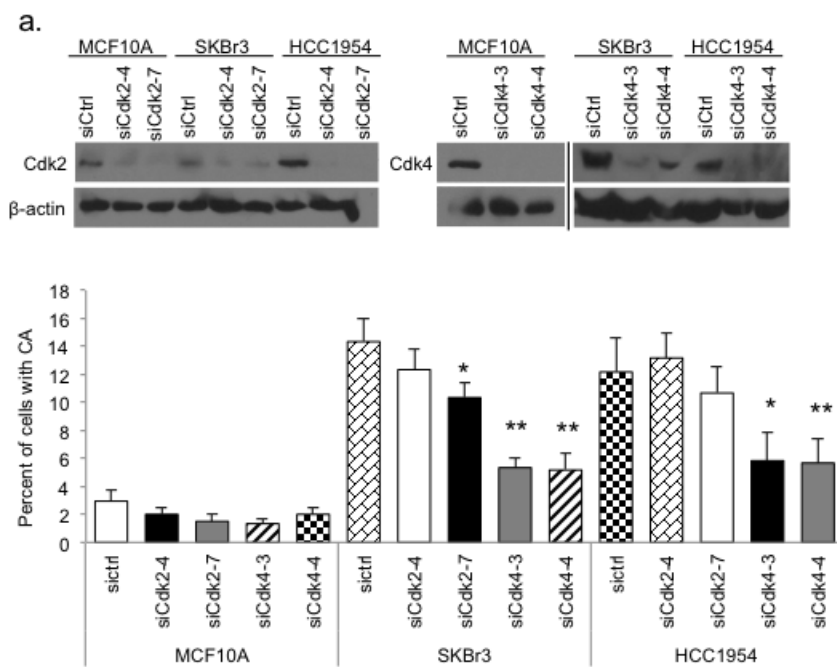 a.
MCF10A SKBr3 HCC1954
siCtrl siCdk2-4 siCdk2-7 siCtrl siCdk2-4 siCdk2-7 siCtrl siCdk2-4 siCdk2-7
Cdk2
β-actin
MCF10A SKBr3 HCC1954
siCtrl siCdk4-3 siCdk4-4 siCtrl siCdk4-3 siCdk4-4 siCtrl siCdk4-3 siCdk4-4
Cdk4
Percent of cells with CA
18
16
14
12
10
8
6
4
2
0
* ** ** * **
sictrl siCdk2-4 siCdk2-7 siCdk4-3 siCdk4-4 sictrl siCdk2-4 siCdk2-7 siCdk4-3 siCdk4-4 sictrl siCdk2-4 siCdk2-7 siCdk4-3 siCdk4-4
MCF10A SKBr3 HCC1954